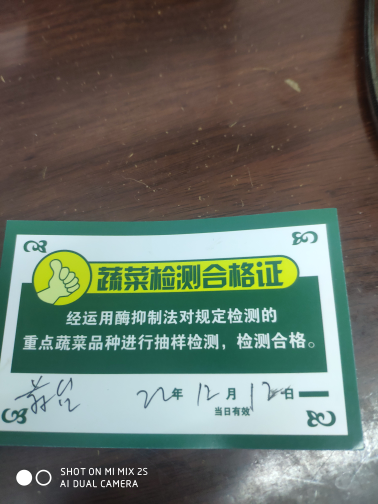 蔬菜检测合格证
经运用酶抑制法对规定检测的
重点蔬菜品种进行抽样检测，检测合格。
22年12月12日
当日有效
SHOT ON MI MIX 2S
AI DUAL CAMERA